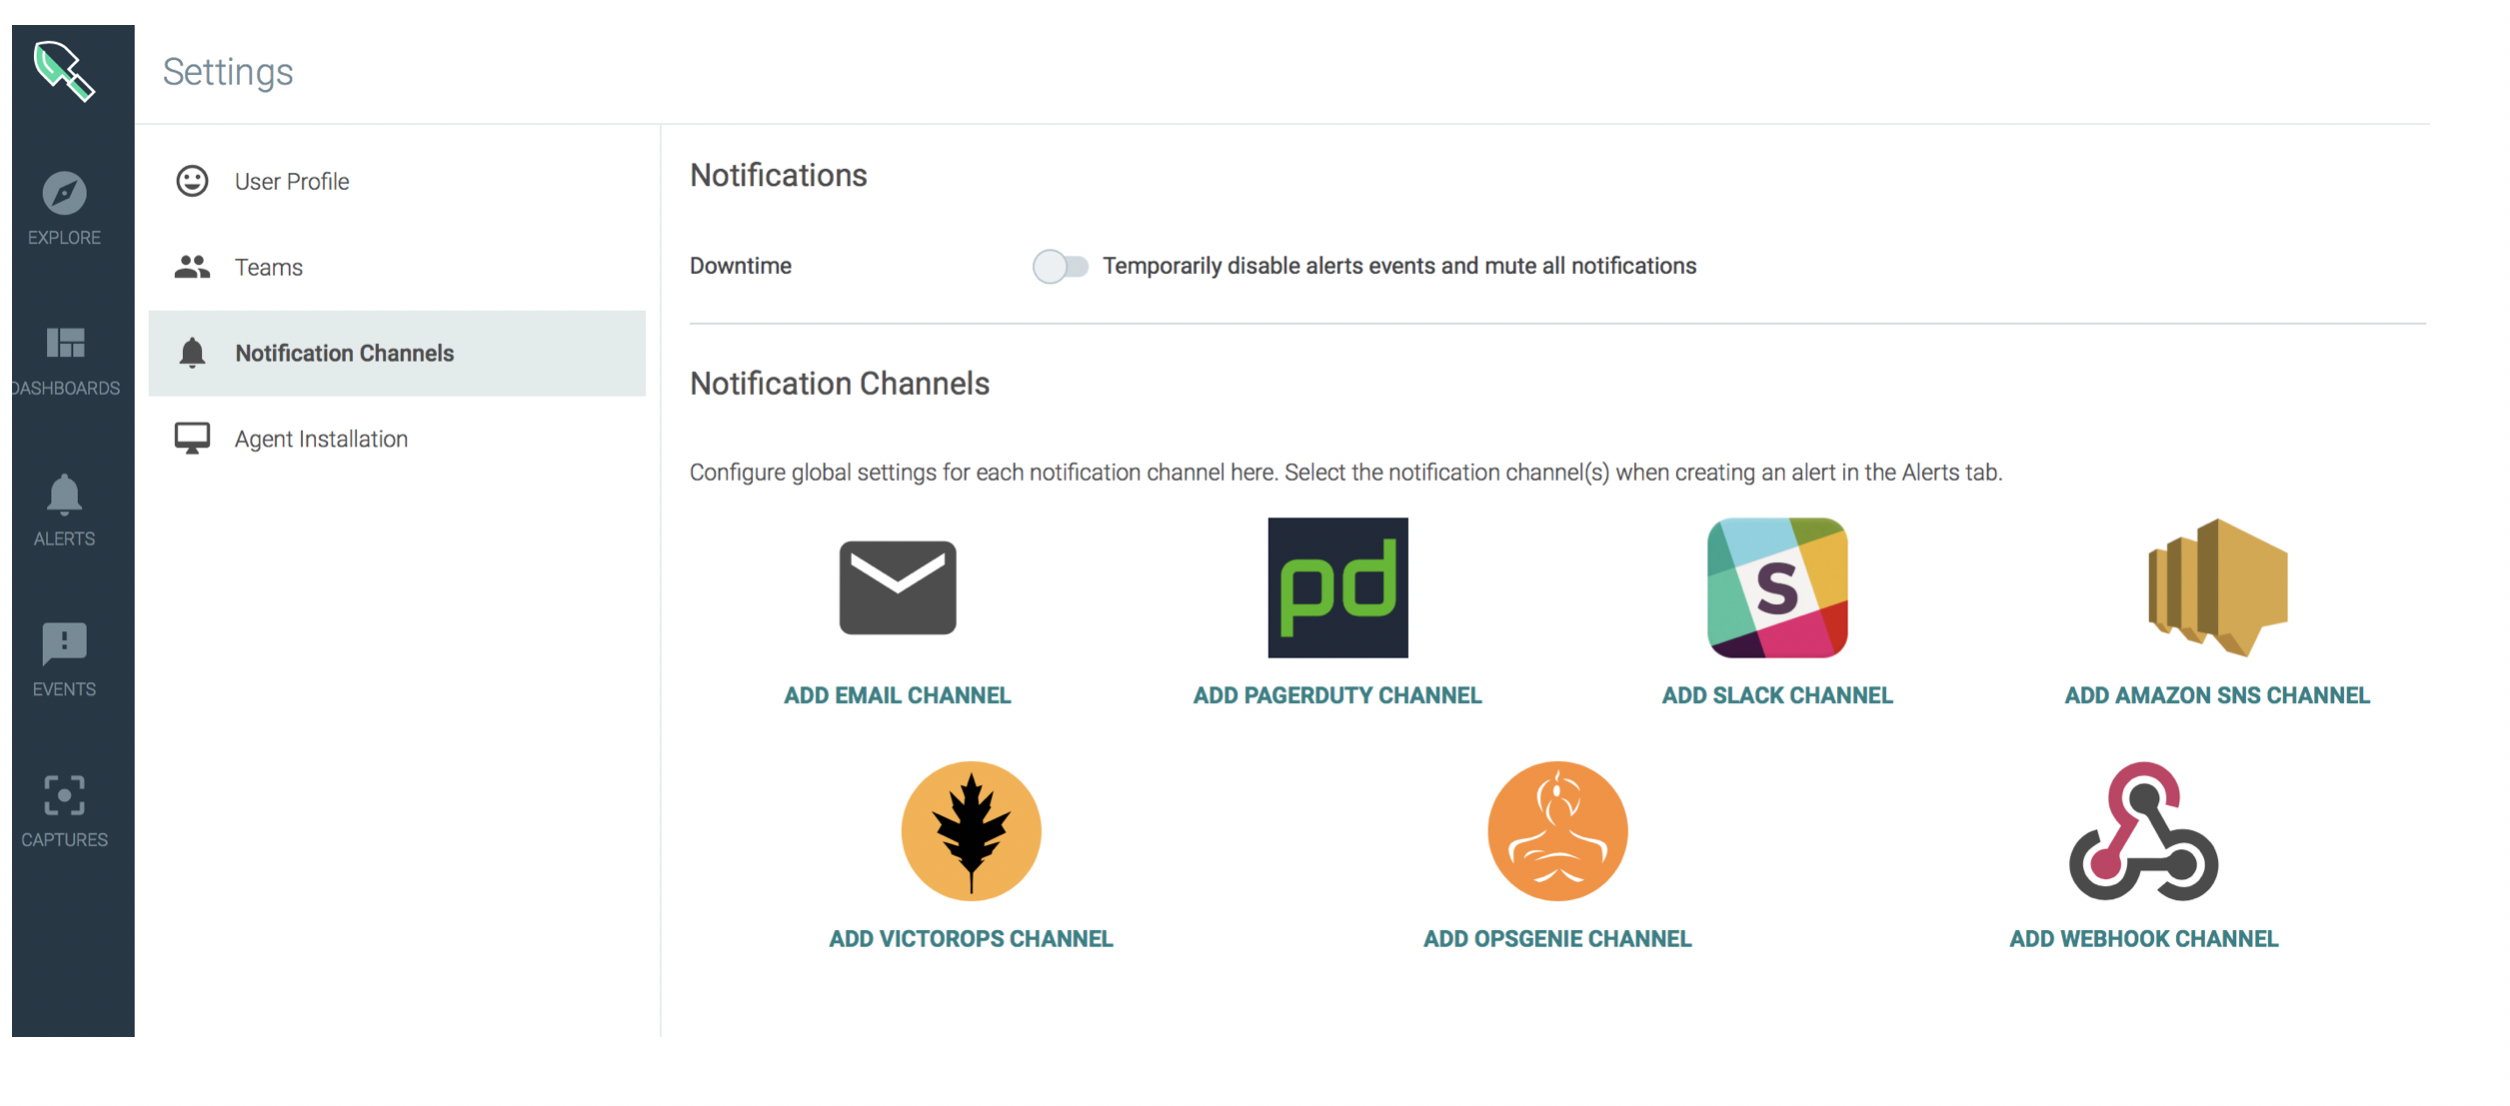 Settings
EXPLORE
DASHBOARDS
ALERTS
EVENTS
CAPTURES
User Profile
Teams
Notification Channels
Agent Installation
Notifications
Downtime
Temporarily disable alerts events and mute all notifications
Notification Channels
Configure global settings for each notification channel here. Select the notification channel(s) when creating an alert in the Alerts tab.
pd
S
ADD EMAIL CHANNEL
ADD PAGERDUTY CHANNEL
ADD SLACK CHANNEL
ADD AMAZON SNS CHANNEL
ADD VICTOROPS CHANNEL
ADD OPSGENIE CHANNEL
ADD WEBHOOK CHANNEL